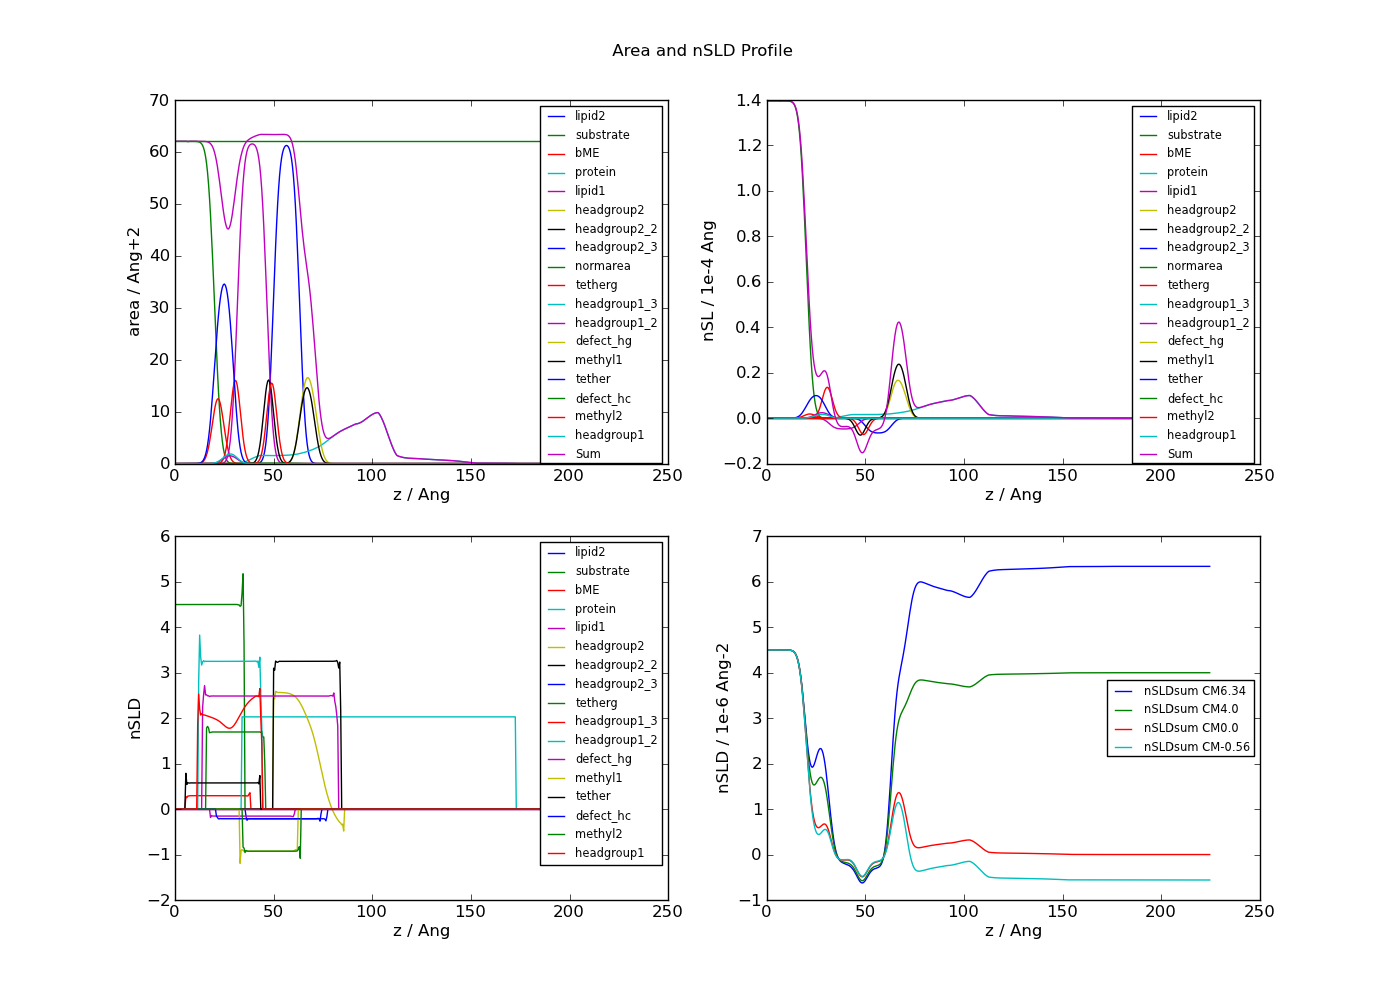 Area and nSLD Profile
70
60
50
40
30
20
10
0
area / Ang+2
0 50 100 150 200 250
z / Ang
lipid2
substrate
bME
protein
lipid1
headgroup2
headgroup2_2
headgroup2_3
normarea
tetherg
headgroup1_3
headgroup1_2
defect_hg
methyl1
tether
defect_hc
methyl2
headgroup1
Sum
1.4
1.2
1.0
0.8
0.6
0.4
0.2
0.0
−0.2
nSL / 1e-4 Ang
0 50 100 150 200 250
z / Ang
lipid2
substrate
bME
protein
lipid1
headgroup2
headgroup2_2
headgroup2_3
normarea
tetherg
headgroup1_3
headgroup1_2
defect_hg
methyl1
tether
defect_hc
methyl2
headgroup1
Sum
6
5
4
3
2
1
0
−1
−2
nSLD
0 50 100 150 200 250
z / Ang
lipid2
substrate
bME
protein
lipid1
headgroup2
headgroup2_2
headgroup2_3
tetherg
headgroup1_3
headgroup1_2
defect_hg
methyl1
tether
defect_hc
methyl2
headgroup1
7
6
5
4
3
2
1
0
−1
nSLD / 1e-6 Ang-2
0 50 100 150 200 250
z / Ang
nSLDsum CM6.34
nSLDsum CM4.0
nSLDsum CM0.0
nSLDsum CM-0.56